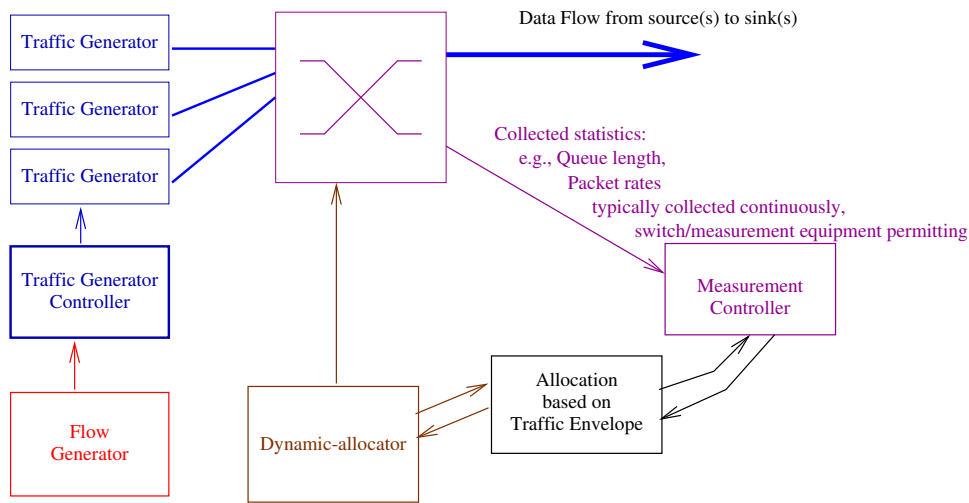 Data Flow from source(s) to sink(s)
Traffic Generator
Traffic Generator
Traffic Generator
Collected statistics:
e.g., Queue length,
Packet rates
typically collected continuously,
switch/measurement equipment permitting
Traffic Generator
Controller
Measurement
Controller
Allocation
based on
Traffic Envelope
Flow
Generator
Dynamic-allocator